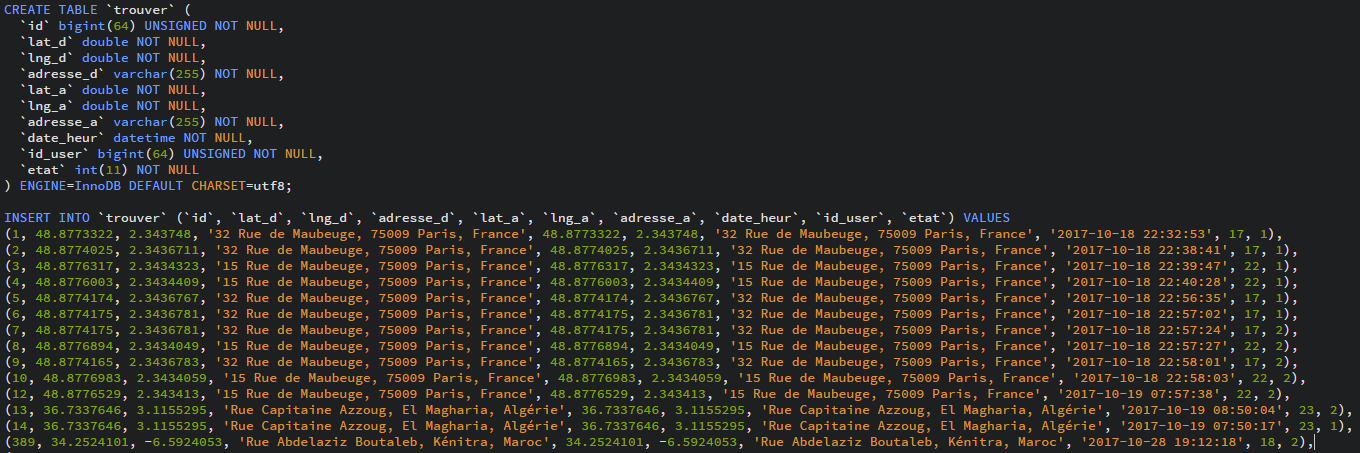 CREATE TABLE `trouver` (
  `id` bigint(64) UNSIGNED NOT NULL,
  `lat_d` double NOT NULL,
  `lng_d` double NOT NULL,
  `adresse_d` varchar(255) NOT NULL,
  `lat_a` double NOT NULL,
  `lng_a` double NOT NULL,
  `adresse_a` varchar(255) NOT NULL,
  `date_heur` datetime NOT NULL,
  `id_user` bigint(64) UNSIGNED NOT NULL,
  `etat` int(11) NOT NULL
) ENGINE=InnoDB DEFAULT CHARSET=utf8;

INSERT INTO `trouver` (`id`, `lat_d`, `lng_d`, `adresse_d`, `lat_a`, `lng_a`, `adresse_a`, `date_heur`, `id_user`, `etat`) VALUES
(1, 48.8773322, 2.343748, '32 Rue de Maubeuge, 75009 Paris, France', 48.8773322, 2.343748, '32 Rue de Maubeuge, 75009 Paris, France', '2017-10-18 22:32:53', 17, 1),
(2, 48.8774025, 2.3436711, '32 Rue de Maubeuge, 75009 Paris, France', 48.8774025, 2.3436711, '32 Rue de Maubeuge, 75009 Paris, France', '2017-10-18 22:38:41', 17, 1),
(3, 48.8776317, 2.3434323, '15 Rue de Maubeuge, 75009 Paris, France', 48.8776317, 2.3434323, '15 Rue de Maubeuge, 75009 Paris, France', '2017-10-18 22:39:47', 22, 1),
(4, 48.8776003, 2.3434409, '15 Rue de Maubeuge, 75009 Paris, France', 48.8776003, 2.3434409, '15 Rue de Maubeuge, 75009 Paris, France', '2017-10-18 22:40:28', 22, 1),
(5, 48.8774174, 2.3436767, '32 Rue de Maubeuge, 75009 Paris, France', 48.8774174, 2.3436767, '32 Rue de Maubeuge, 75009 Paris, France', '2017-10-18 22:56:35', 17, 1),
(6, 48.8774175, 2.3436781, '32 Rue de Maubeuge, 75009 Paris, France', 48.8774175, 2.3436781, '32 Rue de Maubeuge, 75009 Paris, France', '2017-10-18 22:57:02', 17, 1),
(7, 48.8774175, 2.3436781, '32 Rue de Maubeuge, 75009 Paris, France', 48.8774175, 2.3436781, '32 Rue de Maubeuge, 75009 Paris, France', '2017-10-18 22:57:24', 17, 2),
(8, 48.8776894, 2.3434049, '15 Rue de Maubeuge, 75009 Paris, France', 48.8776894, 2.3434049, '15 Rue de Maubeuge, 75009 Paris, France', '2017-10-18 22:57:27', 22, 2),
(9, 48.8774165, 2.3436783, '32 Rue de Maubeuge, 75009 Paris, France', 48.8774165, 2.3436783, '32 Rue de Maubeuge, 75009 Paris, France', '2017-10-18 22:58:01', 17, 2),
(10, 48.8776983, 2.3434059, '15 Rue de Maubeuge, 75009 Paris, France', 48.8776983, 2.3434059, '15 Rue de Maubeuge, 75009 Paris, France', '2017-10-18 22:58:03', 22, 2),
(12, 48.8776529, 2.343413, '15 Rue de Maubeuge, 75009 Paris, France', 48.8776529, 2.343413, '15 Rue de Maubeuge, 75009 Paris, France', '2017-10-19 07:57:38', 22, 2),
(13, 36.7337646, 3.1155295, 'Rue Capitaine Azzoug, El Magharia, Algérie', 36.7337646, 3.1155295, 'Rue Capitaine Azzoug, El Magharia, Algérie', '2017-10-19 08:50:04', 23, 2),
(14, 36.7337646, 3.1155295, 'Rue Capitaine Azzoug, El Magharia, Algérie', 36.7337646, 3.1155295, 'Rue Capitaine Azzoug, El Magharia, Algérie', '2017-10-19 07:50:17', 23, 1),
(389, 34.2524101, -6.5924053, 'Rue Abdelaziz Boutaleb, Kénitra, Maroc', 34.2524101, -6.5924053, 'Rue Abdelaziz Boutaleb, Kénitra, Maroc', '2017-10-28 19:12:18', 18, 2),